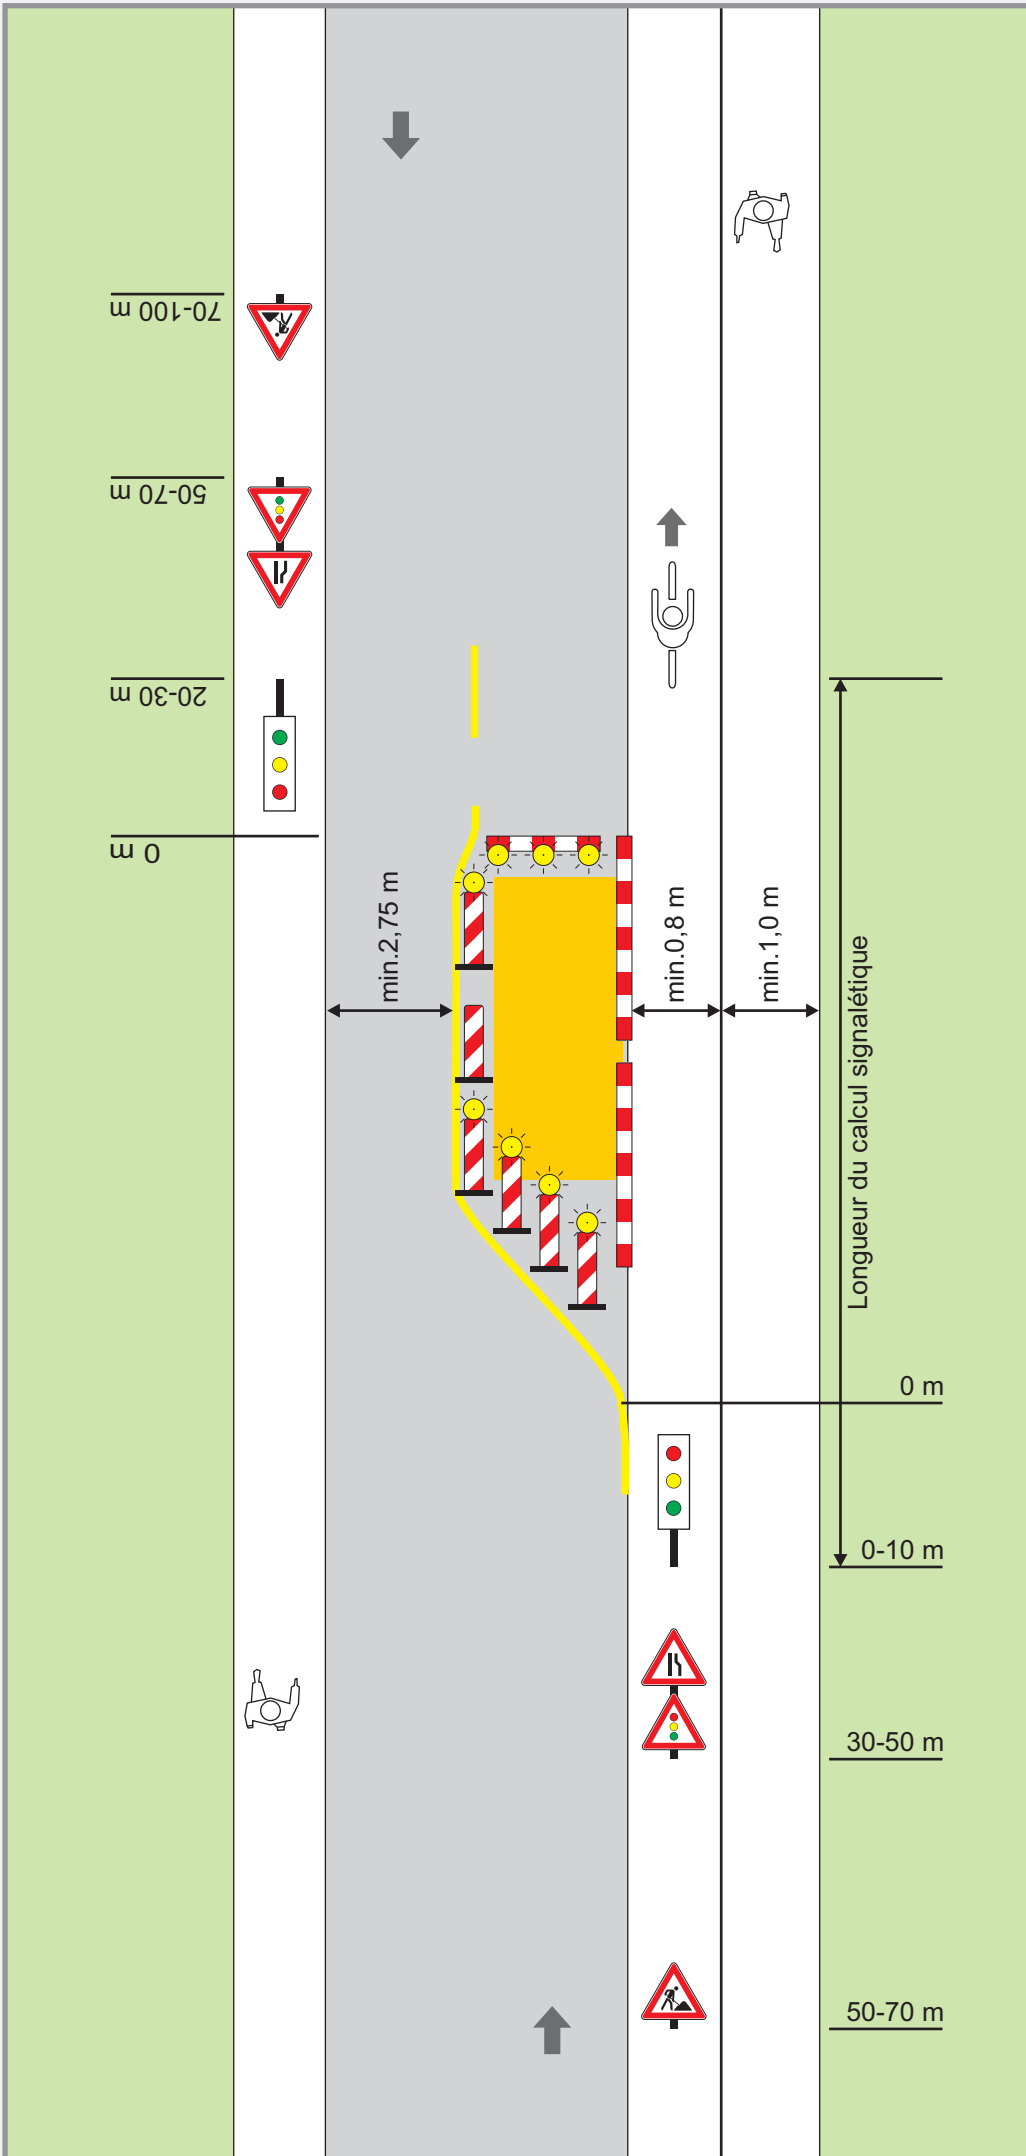 70-100 m
50-70 m
20-30 m
0 m
min.2,75 m
min.0,8 m
min.1,0 m
Longueur du calcul signalétique
0 m
0-10 m
30-50 m
50-70 m